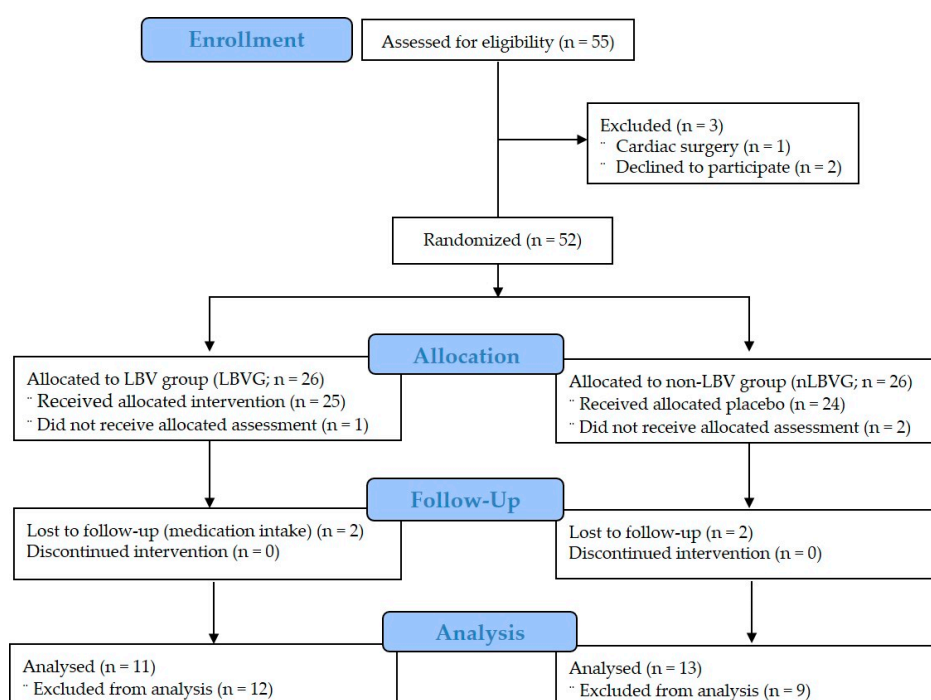 Enrollment
Assessed for eligibility (n = 55)
Excluded (n = 3)
¨ Cardiac surgery (n = 1)
¨ Declined to participate (n = 2)
Randomized (n = 52)
Allocation
Allocated to LBV group (LBVG; n = 26)
¨ Received allocated intervention (n = 25)
¨ Did not receive allocated assessment (n = 1)
Allocated to non-LBV group (nLBVG; n = 26)
¨ Received allocated placebo (n = 24)
¨ Did not receive allocated assessment (n = 2)
Follow-Up
Lost to follow-up (medication intake) (n = 2)
Discontinued intervention (n = 0)
Lost to follow-up (n = 2)
Discontinued intervention (n = 0)
Analysis
Analysed (n = 11)
¨ Excluded from analysis (n = 12)
Analysed (n = 13)
¨ Excluded from analysis (n = 9)